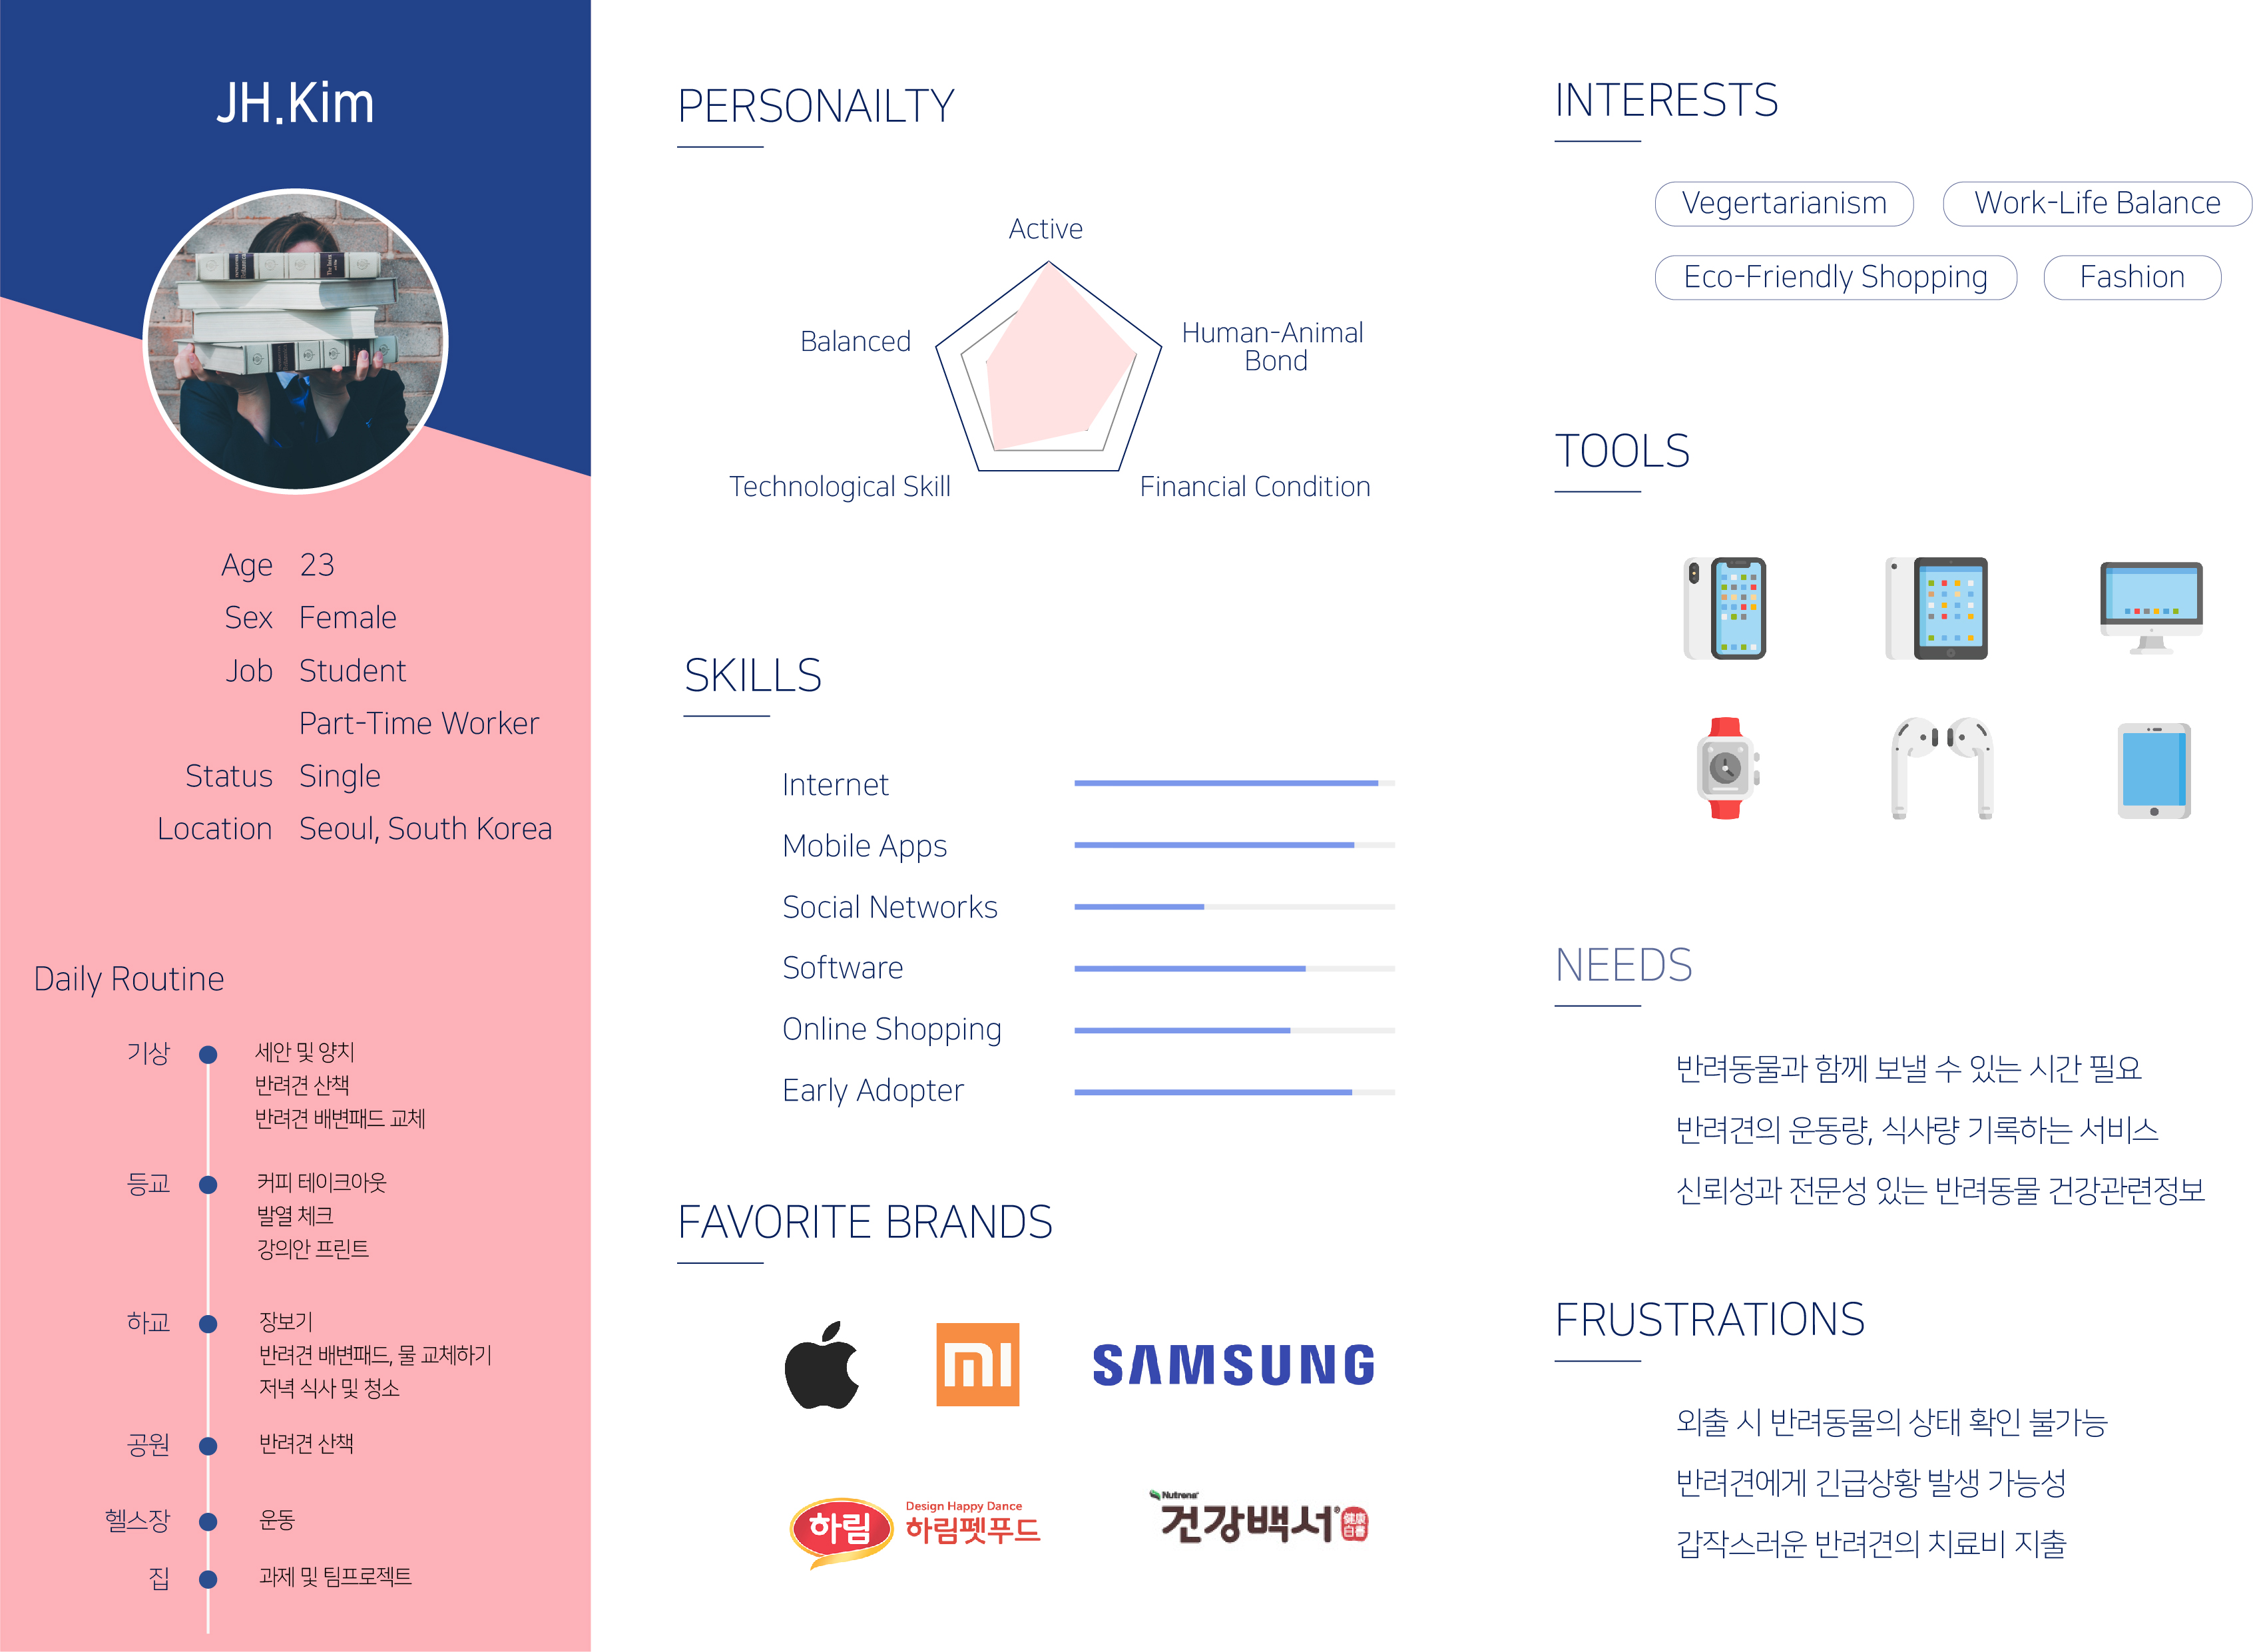 JH.Kim
Age 23
Sex Female
Job Student
Part-Time Worker
Status Single
Location Seoul, South Korea
Daily Routine
기상 세안 및 양치
반려견 산책
반려견 배변패드 교체
등교 커피 테이크아웃
발열 체크
강의안 프린트
하교 장보기
반려견 배변패드, 물 교체하기
저녁 식사 및 청소
공원 반려견 산책
헬스장 운동
집 과제 및 팀프로젝트
PERSONAILTY
Active
Balanced
Human-Animal
Bond
Technological Skill
Financial Condition
SKILLS
Internet
Mobile Apps
Social Networks
Software
Online Shopping
Early Adopter
FAVORITE BRANDS
mi
SAMSUNG
하림
Design Happy Dance
하림펫푸드
Nutrena®
건강백서®
健康
白書
INTERESTS
Vegertarianism
Work-Life Balance
Eco-Friendly Shopping
Fashion
TOOLS
NEEDS
반려동물과 함께 보낼 수 있는 시간 필요
반려견의 운동량, 식사량 기록하는 서비스
신뢰성과 전문성 있는 반려동물 건강관련정보
FRUSTRATIONS
외출 시 반려동물의 상태 확인 불가능
반려견에게 긴급상황 발생 가능성
갑작스러운 반려견의 치료비 지출